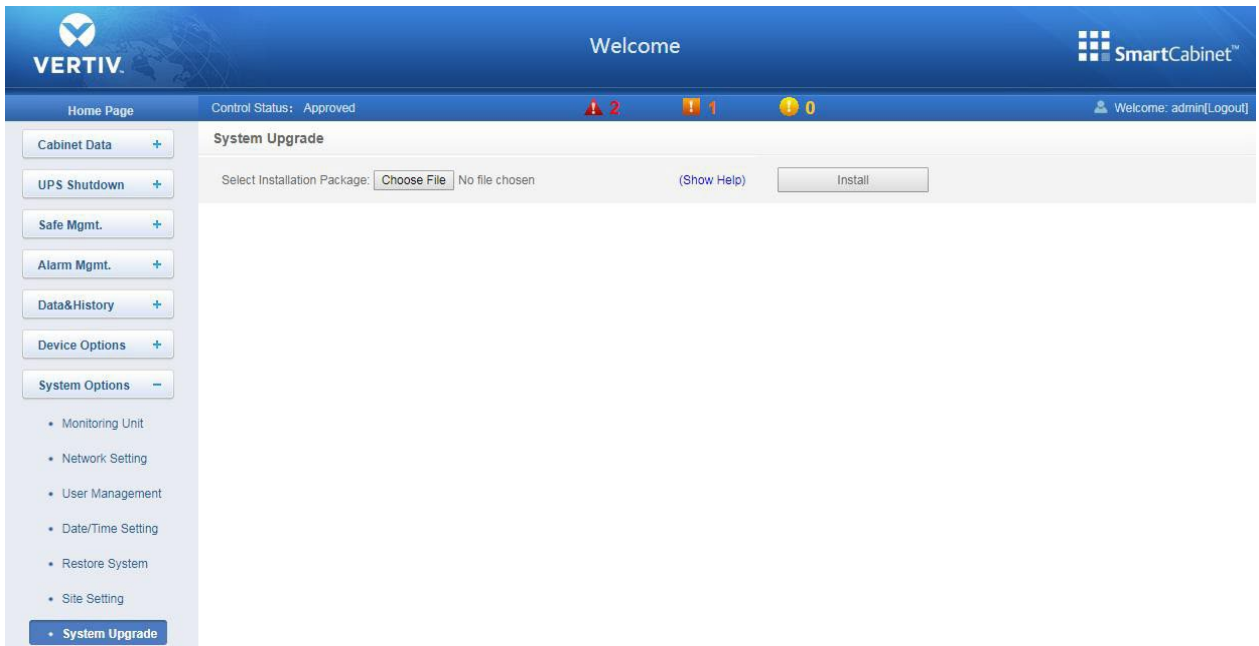 VERTIV.
Welcome
SmartCabinet™
Home Page
Control Status: Approved
2
1
0
Welcome: admin[Logout]
Cabinet Data +
System Upgrade
UPS Shutdown +
Select Installation Package: Choose File No file chosen (Show Help) Install
Safe Mgmt. +
Alarm Mgmt. +
Data&History +
Device Options +
System Options −
• Monitoring Unit
• Network Setting
• User Management
• Date/Time Setting
• Restore System
• Site Setting
• System Upgrade